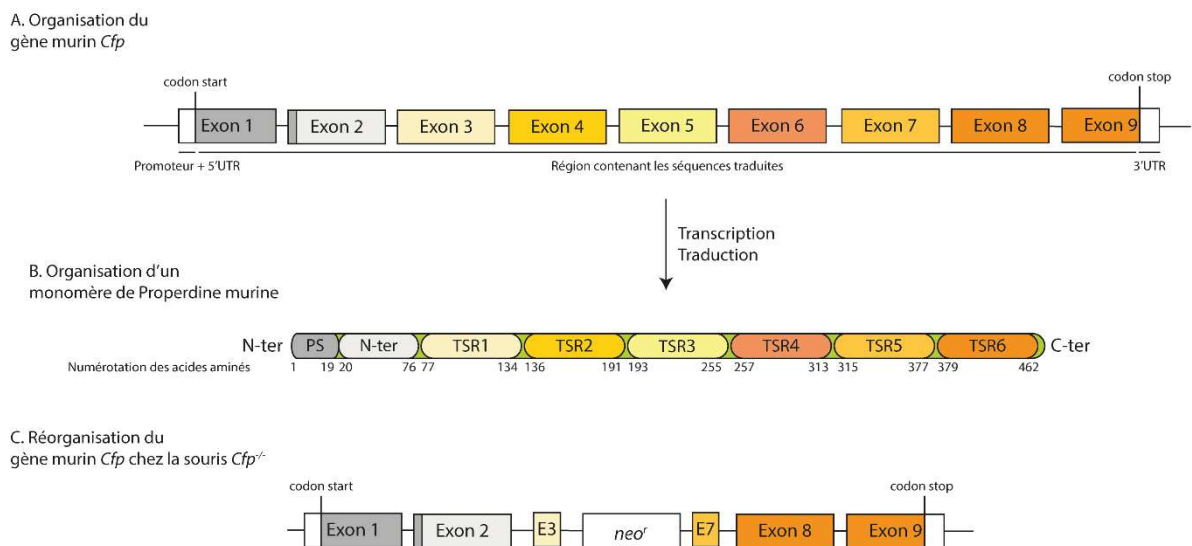 A. Organisation du
gène murin Cfp
codon start
codon stop
Exon 1 Exon 2 Exon 3 Exon 4 Exon 5 Exon 6 Exon 7 Exon 8 Exon 9
Promoteur + 5'UTR Région contenant les séquences traduites 3'UTR
Transcription
Traduction
B. Organisation d'un
monomère de Properdine murine
N-ter PS N-ter TSR1 TSR2 TSR3 TSR4 TSR5 TSR6 C-ter
Numérotation des acides aminés 1 19 20 76 77 134 136 191 193 255 257 313 315 377 379 462
C. Réorganisation du
gène murin Cfp chez la souris Cfp-/-
codon start codon stop
Exon 1 Exon 2 E3 neoʳ E7 Exon 8 Exon 9